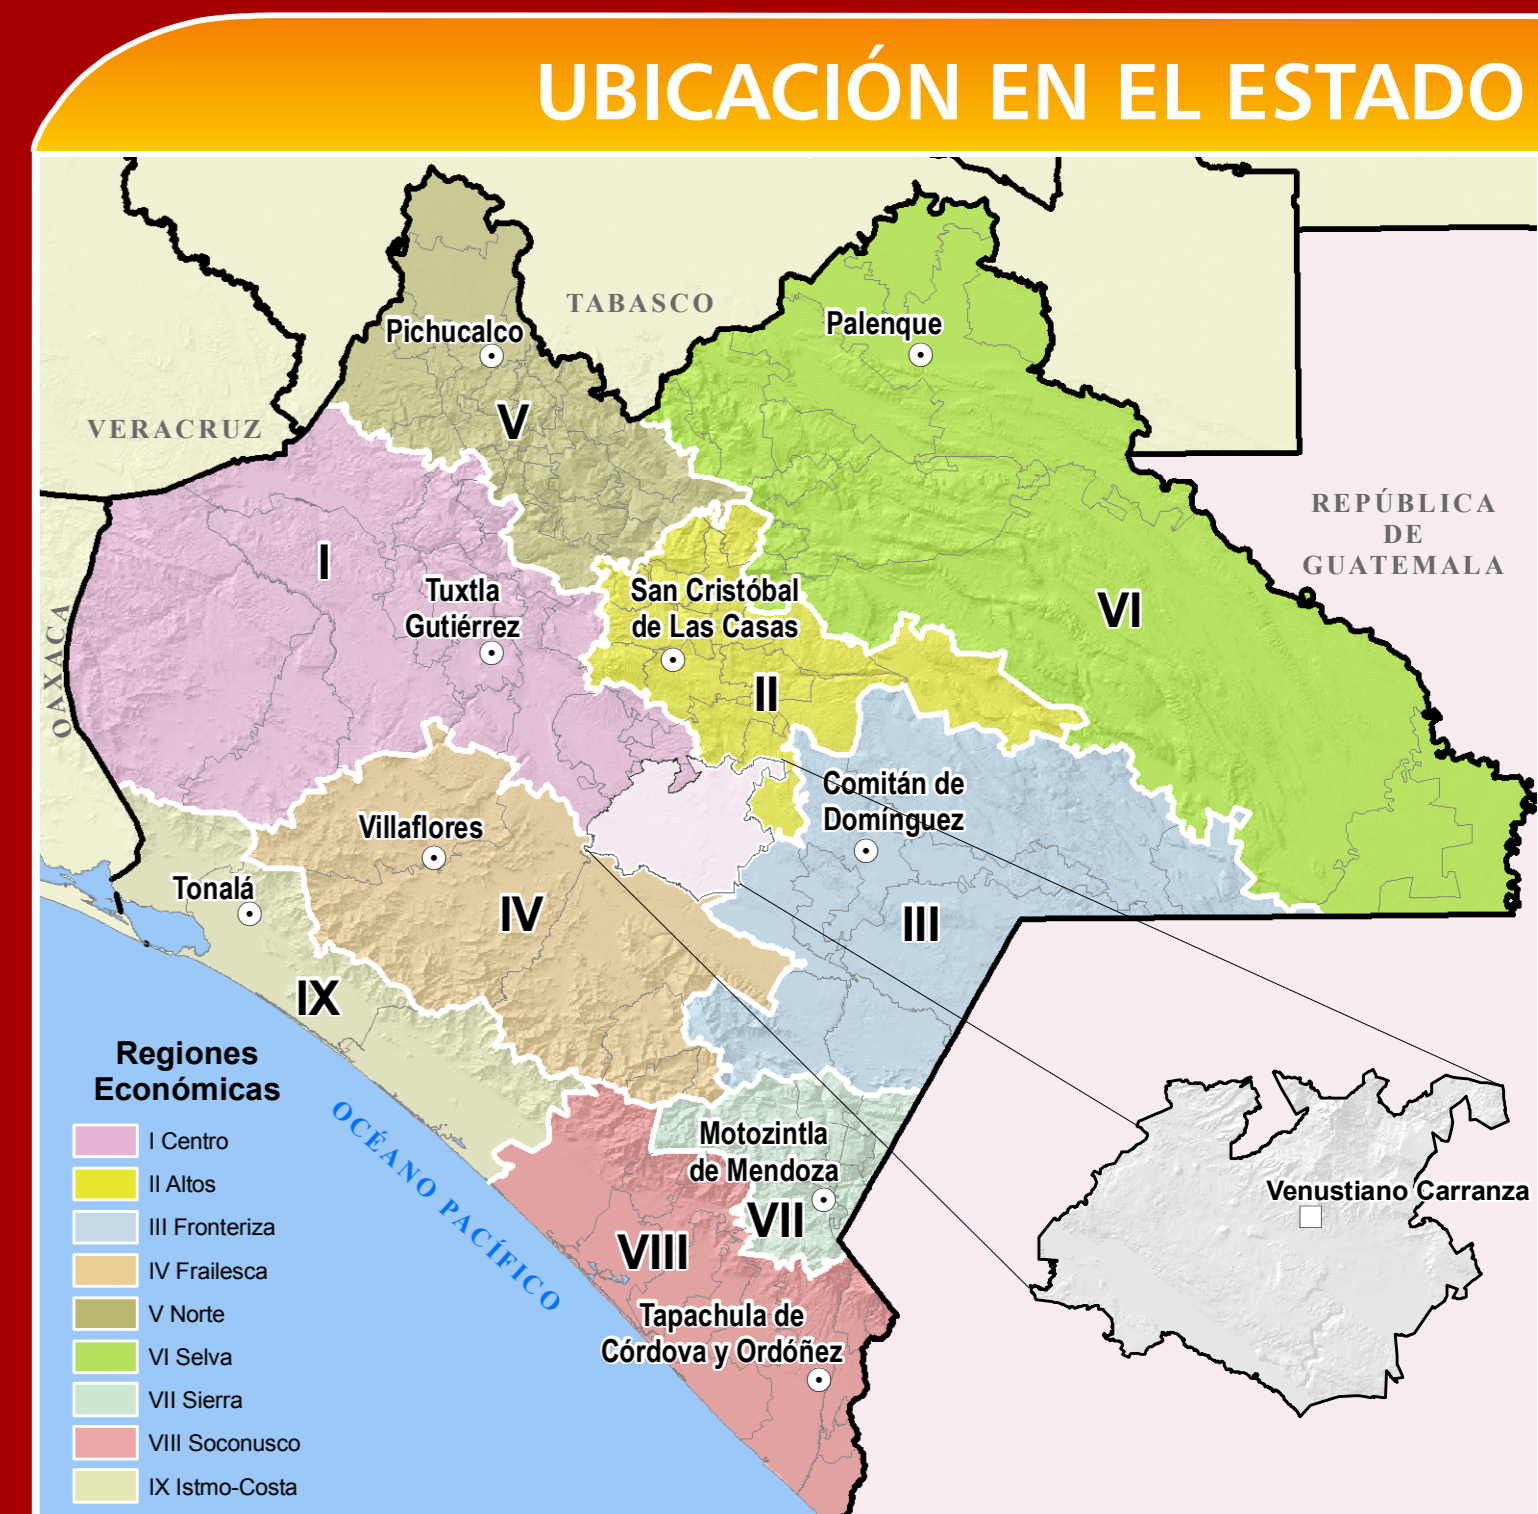 UBICACIÓN EN EL ESTADO
TABASCO
Pichucalco
Palenque
V
VERACRUZ
REPÚBLICA
DE
GUATEMALA
I
Tuxtla
Gutiérrez
San Cristóbal
de Las Casas
VI
OAXACA
II
Comitán de
Domínguez
Villaflores
Tonalá
IV
III
IX
Regiones
Económicas
I Centro
II Altos
III Fronteriza
IV Frailesca
V Norte
VI Selva
VII Sierra
VIII Soconusco
IX Istmo-Costa
OCÉANO PACÍFICO
Motozintla
de Mendoza
VII
VIII
Tapachula de
Córdova y Ordóñez
Venustiano Carranza